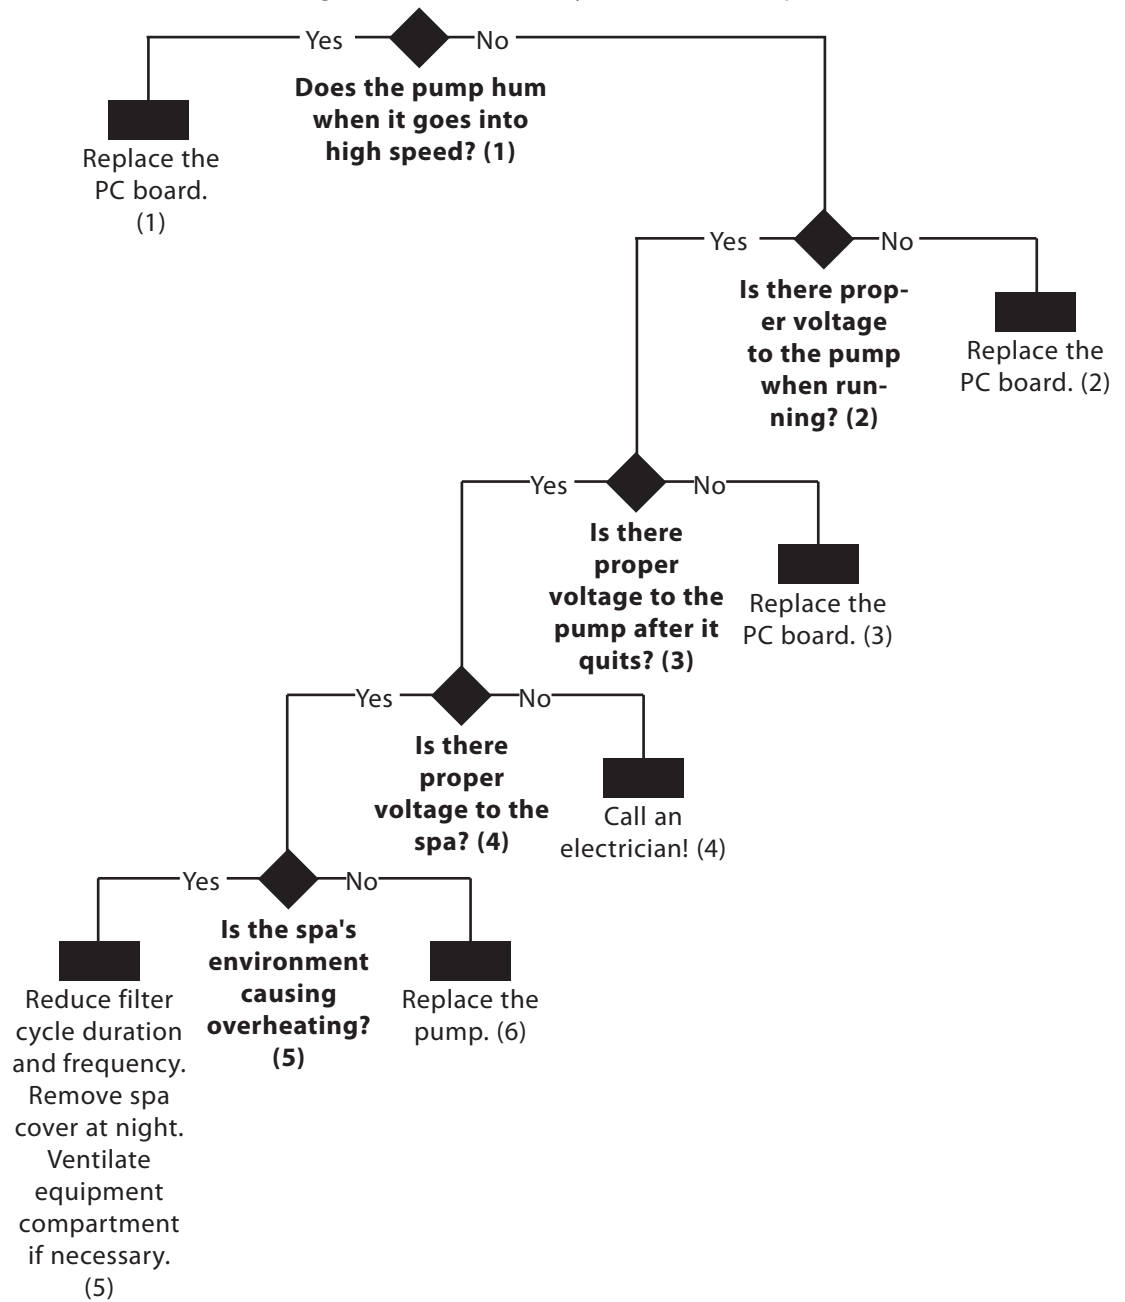 Yes
No
Does the pump hum
when it goes into
high speed? (1)
Replace the
PC board.
(1)
Yes
No
Is there prop-
er voltage
to the pump
when run-
ning? (2)
Replace the
PC board. (2)
Yes
No
Is there
proper
voltage to the
pump after it
quits? (3)
Replace the
PC board. (3)
Yes
No
Is there
proper
voltage to the
spa? (4)
Call an
electrician! (4)
Yes
No
Is the spa's
environment
causing
overheating?
(5)
Replace the
pump. (6)
Reduce filter
cycle duration
and frequency.
Remove spa
cover at night.
Ventilate
equipment
compartment
if necessary.
(5)